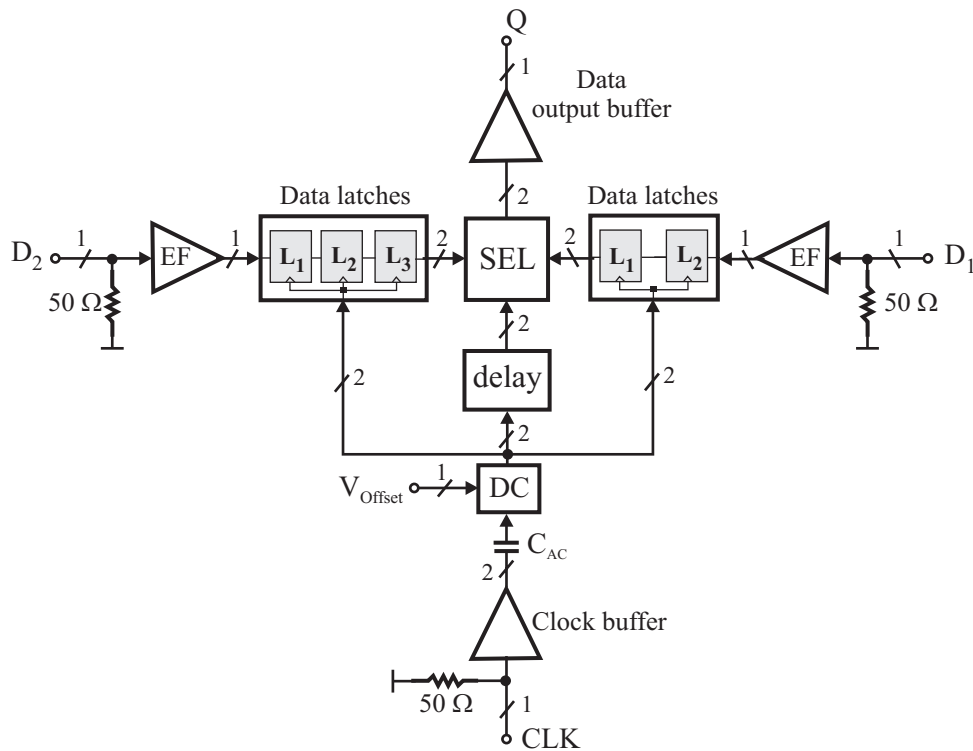 Q
1
Data
output buffer
2
Data latches
Data latches
D2
1
EF
1
L1
L2
L3
2
SEL
2
L1
L2
1
EF
1
D1
50 Ω
50 Ω
2
delay
2
2
2
VOffset
1
DC
CAC
2
Clock buffer
50 Ω
1
CLK